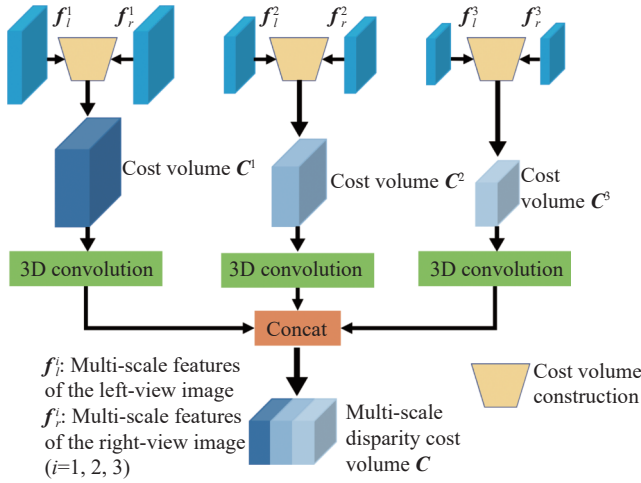 f_l^1 f_r^1
f_l^2 f_r^2
f_l^3 f_r^3
Cost volume C^1
Cost volume C^2
Cost
volume C^3
3D convolution
3D convolution
3D convolution
Concat
f_l^i: Multi-scale features
of the left-view image
f_r^i: Multi-scale features
of the right-view image
(i=1, 2, 3)
Multi-scale
disparity cost
volume C
Cost volume
construction